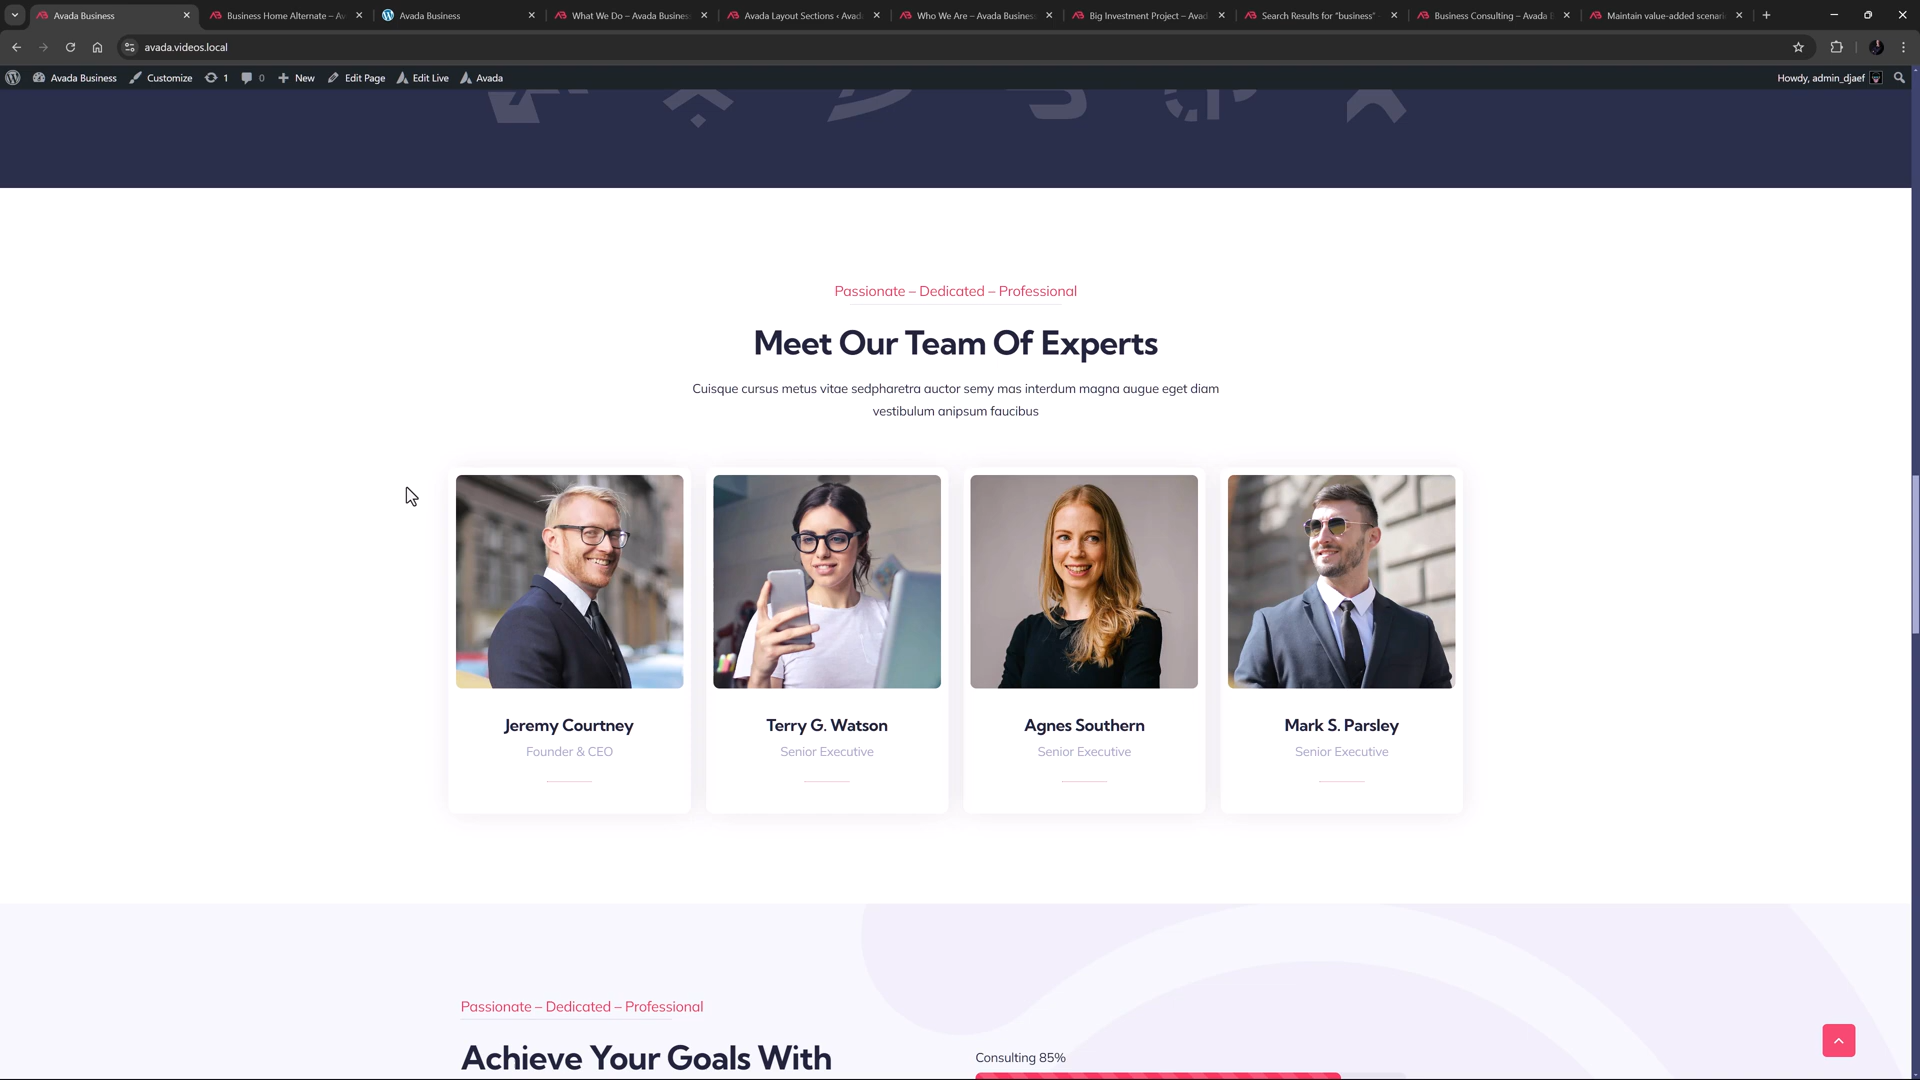 Avada Business
Business Home Alternate – Av
Avada Business
What We Do – Avada Business
Avada Layout Sections ‹ Avada
Who We Are – Avada Business
Big Investment Project – Avad
Search Results for "business" -
Business Consulting – Avada B
Maintain value-added scenari
avada.videos.local
Avada Business
Customize
1
0
New
Edit Page
Edit Live
Avada
Howdy, admin_djaef
Passionate – Dedicated – Professional
Meet Our Team Of Experts
Cuisque cursus metus vitae sedpharetra auctor semy mas interdum magna augue eget diam
vestibulum anipsum faucibus
Jeremy Courtney
Founder & CEO
Terry G. Watson
Senior Executive
Agnes Southern
Senior Executive
Mark S. Parsley
Senior Executive
Passionate – Dedicated – Professional
Achieve Your Goals With
Consulting 85%